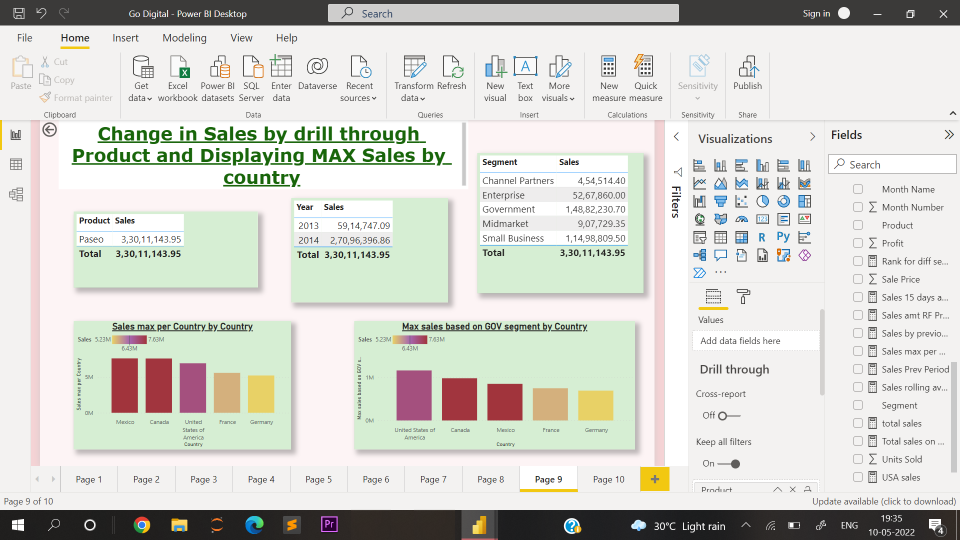 Go Digital - Power BI Desktop
Search
Sign in
File Home Insert Modeling View Help
Paste
Cut
Copy
Format painter
Clipboard
Get data
Excel workbook
Power BI datasets
SQL Server
Enter data
Dataverse
Recent sources
Data
Transform data
Refresh
Queries
New visual
Text box
More visuals
Insert
New measure
Quick measure
Calculations
Sensitivity
Sensitivity
Publish
Share
Change in Sales by drill through
Product and Displaying MAX Sales by
country
Product Sales
Paseo 3,30,11,143.95
Total 3,30,11,143.95
Year Sales
2013 59,14,747.09
2014 2,70,96,396.86
Total 3,30,11,143.95
Segment Sales
Channel Partners 4,54,514.40
Enterprise 52,67,860.00
Government 1,48,82,230.70
Midmarket 9,07,729.35
Small Business 1,14,98,809.50
Total 3,30,11,143.95
Sales max per Country by Country
Sales 5.23M 7.63M
6.43M
Sales max per Country
5M
0M
Mexico Canada United States of America France Germany
Country
Max sales based on GOV segment by Country
Sales 5.23M 7.63M
6.43M
Max sales based on GOV s...
1M
0M
United States of America Canada Mexico France Germany
Country
Filters
Visualizations
R Py
123
Values
Add data fields here
Drill through
Cross-report
Off
Keep all filters
On
Product
Fields
Search
Month Name
Month Number
Product
Profit
Rank for diff se...
Sale Price
Sales 15 days a...
Sales amt RF Pr...
Sales by previo...
Sales max per ...
Sales Prev Period
Sales rolling av...
Segment
total sales
Total sales on ...
Units Sold
USA sales
Page 1 Page 2 Page 3 Page 4 Page 5 Page 6 Page 7 Page 8 Page 9 Page 10 +
Page 9 of 10
Update available (click to download)
Pr
30°C Light rain
ENG
19:35
10-05-2022
4